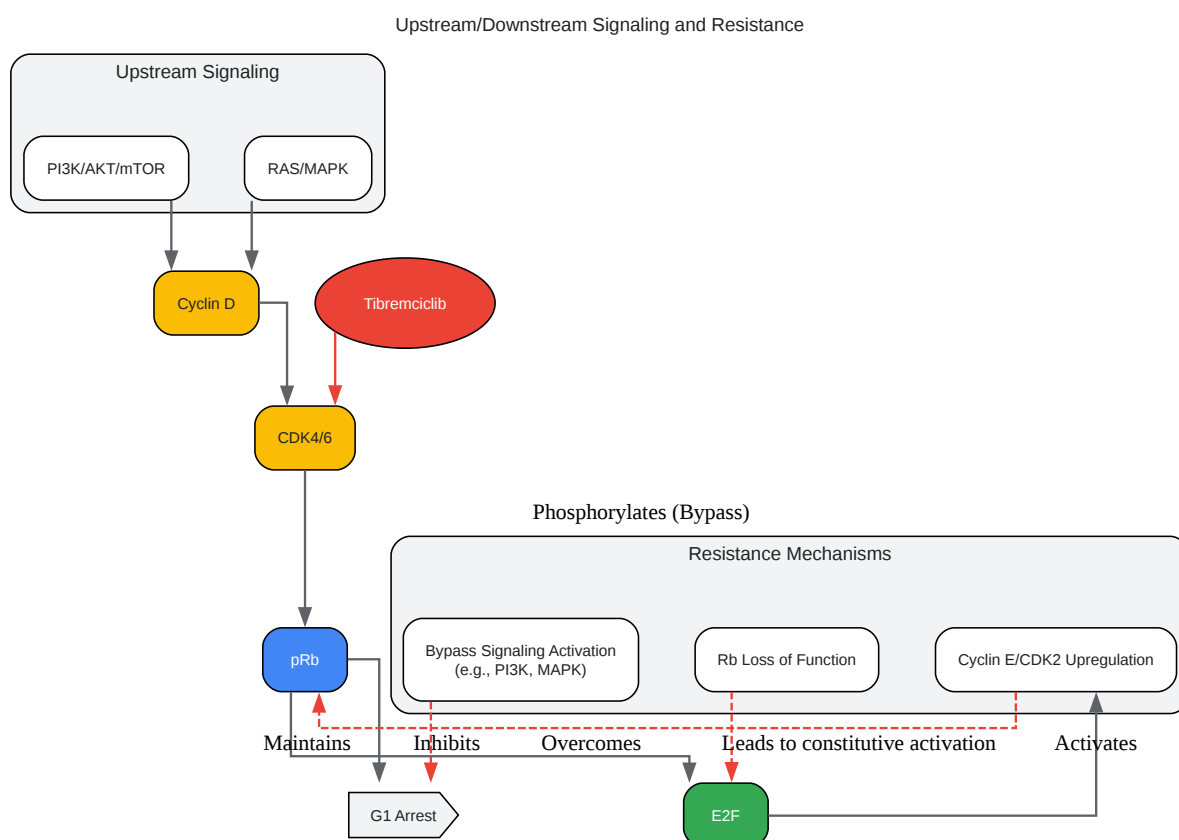 Upstream/Downstream Signaling and Resistance
Upstream Signaling
PI3K/AKT/mTOR
RAS/MAPK
Cyclin D
Tibremciclib
CDK4/6
Phosphorylates (Bypass)
Resistance Mechanisms
pRb
Bypass Signaling Activation
(e.g., PI3K, MAPK)
Rb Loss of Function
Cyclin E/CDK2 Upregulation
Maintains
Inhibits
Overcomes
Leads to constitutive activation
Activates
G1 Arrest
E2F